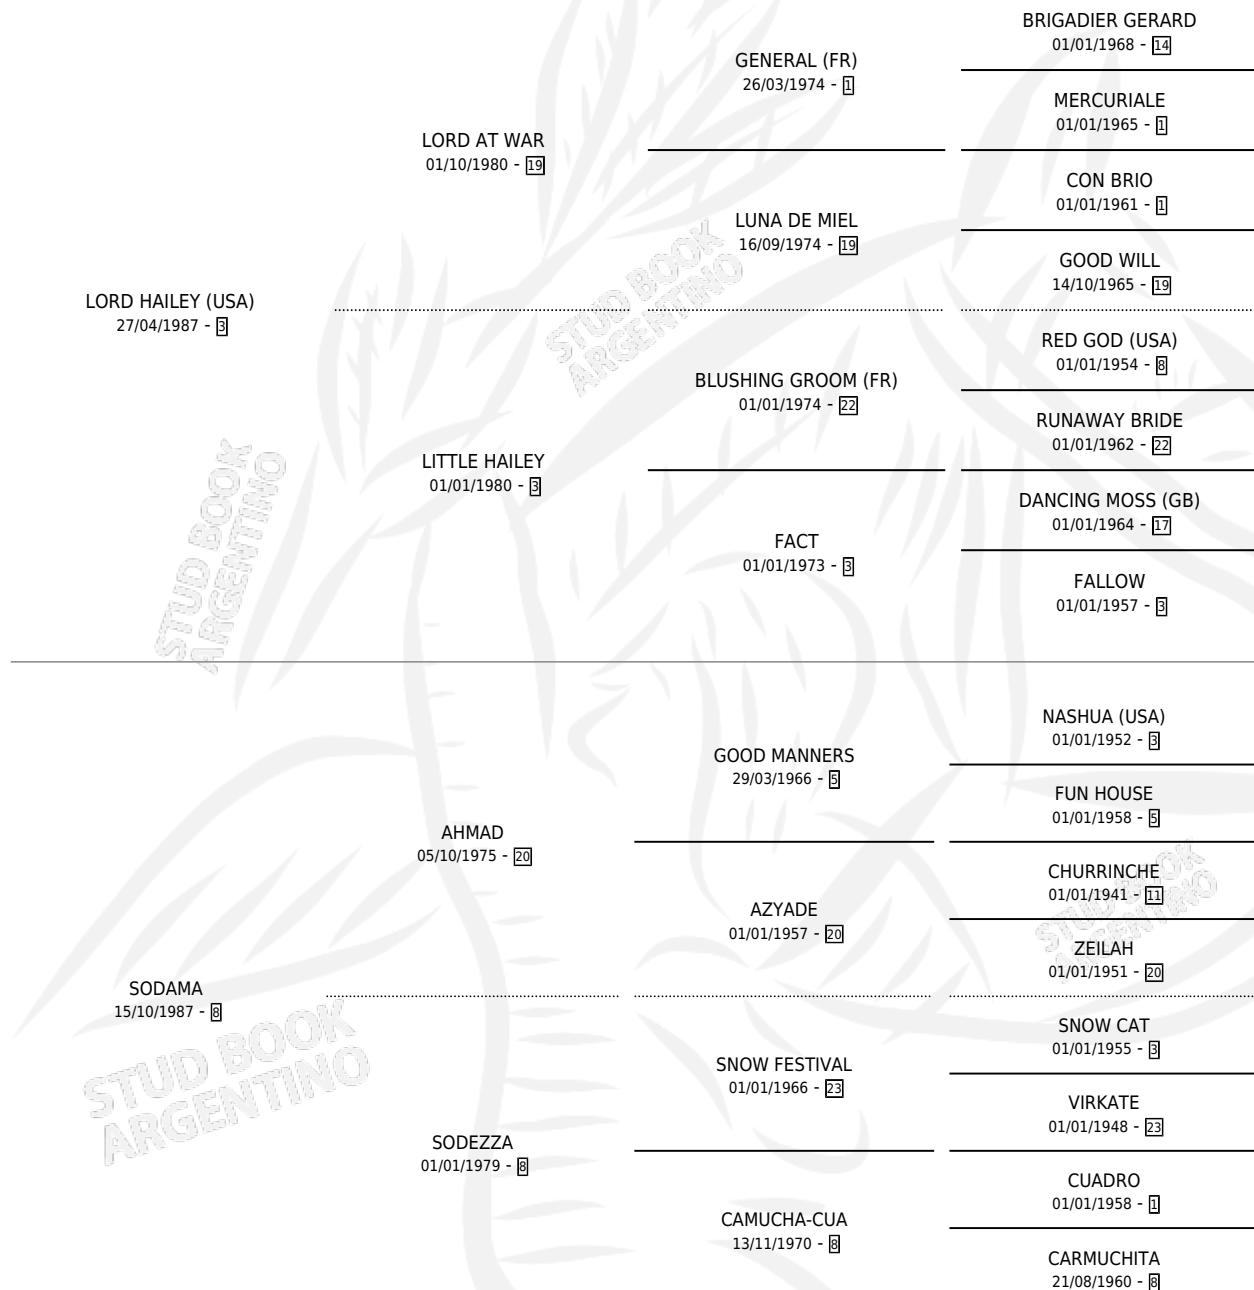 BRIGADIER GERARD
01/01/1968 - 14
GENERAL (FR)
26/03/1974 - 1
MERCURIALE
01/01/1965 - 1
LORD AT WAR
01/10/1980 - 19
CON BRIO
01/01/1961 - 1
LUNA DE MIEL
16/09/1974 - 19
GOOD WILL
14/10/1965 - 19
LORD HAILEY (USA)
27/04/1987 - 3
RED GOD (USA)
01/01/1954 - 8
BLUSHING GROOM (FR)
01/01/1974 - 22
RUNAWAY BRIDE
01/01/1962 - 22
LITTLE HAILEY
01/01/1980 - 3
DANCING MOSS (GB)
01/01/1964 - 17
FACT
01/01/1973 - 3
FALLOW
01/01/1957 - 3
NASHUA (USA)
01/01/1952 - 3
GOOD MANNERS
29/03/1966 - 5
FUN HOUSE
01/01/1958 - 5
AHMAD
05/10/1975 - 20
CHURRINCHE
01/01/1941 - 11
AZYADE
01/01/1957 - 20
ZEILAH
01/01/1951 - 20
SODAMA
15/10/1987 - 8
SNOW CAT
01/01/1955 - 3
SNOW FESTIVAL
01/01/1966 - 23
VIRKATE
01/01/1948 - 23
SODEZZA
01/01/1979 - 8
CUADRO
01/01/1958 - 1
CAMUCHA-CUA
13/11/1970 - 8
CARMUCHITA
21/08/1960 - 8
STUD BOOK
ARGENTINO
STUD BOOK
ARGENTINO
STUD BOOK
ARGENTINO
STUD BOOK
ARGENTINO